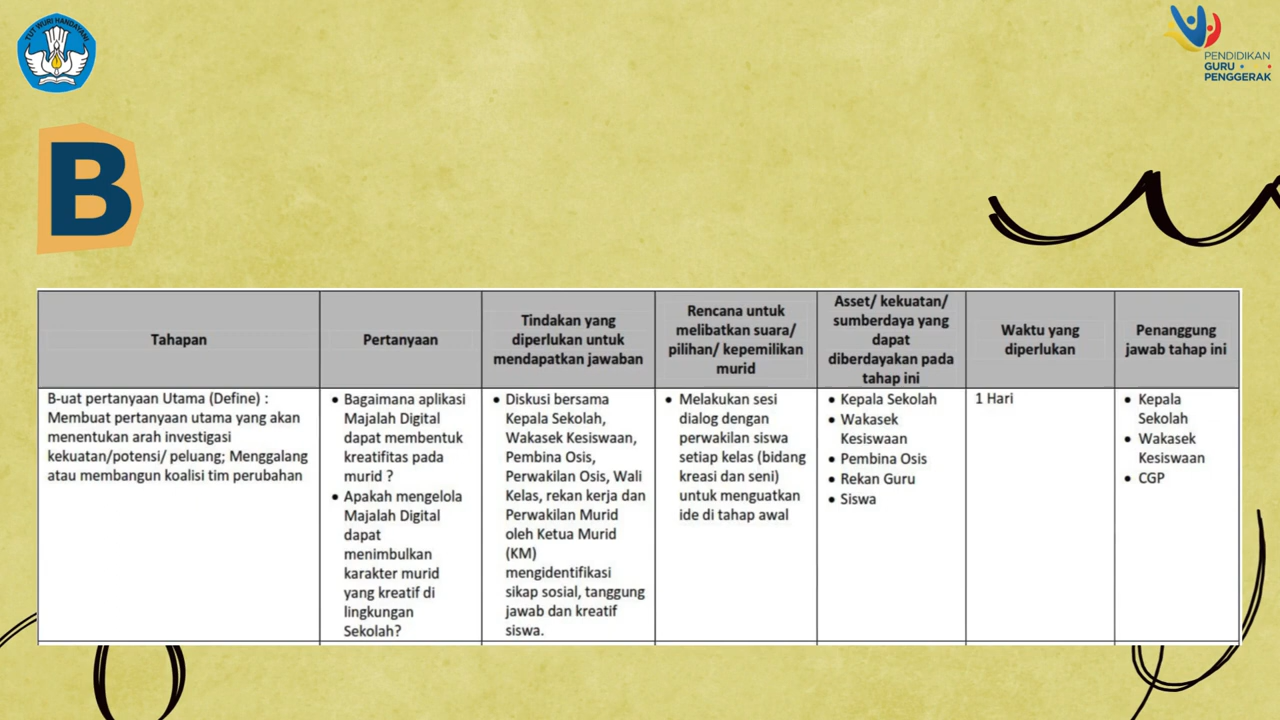 TUT WURI HANDAYANI
PENDIDIKAN
GURU
PENGGERAK
B
Tahapan
Pertanyaan
Tindakan yang
diperlukan untuk
mendapatkan jawaban
Rencana untuk
melibatkan suara/
pilihan/ kepemilikan
murid
Asset/ kekuatan/
sumberdaya yang
dapat
diberdayakan pada
tahap ini
Waktu yang
diperlukan
Penanggung
jawab tahap ini
B-uat pertanyaan Utama (Define) :
Membuat pertanyaan utama yang akan
menentukan arah investigasi
kekuatan/potensi/ peluang; Menggalang
atau membangun koalisi tim perubahan
• Bagaimana aplikasi
Majalah Digital
dapat membentuk
kreatifitas pada
murid ?
• Apakah mengelola
Majalah Digital
dapat
menimbulkan
karakter murid
yang kreatif di
lingkungan
Sekolah?
• Diskusi bersama
Kepala Sekolah,
Wakasek Kesiswaan,
Pembina Osis,
Perwakilan Osis, Wali
Kelas, rekan kerja dan
Perwakilan Murid
oleh Ketua Murid
(KM)
mengidentifikasi
sikap sosial, tanggung
jawab dan kreatif
siswa.
• Melakukan sesi
dialog dengan
perwakilan siswa
setiap kelas (bidang
kreasi dan seni)
untuk menguatkan
ide di tahap awal
• Kepala Sekolah
• Wakasek
Kesiswaan
• Pembina Osis
• Rekan Guru
• Siswa
1 Hari
• Kepala
Sekolah
• Wakasek
Kesiswaan
• CGP